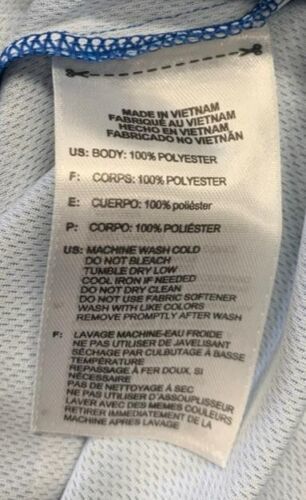 MADE IN VIETNAM
FABRIQUÉ AU VIETNAM
HECHO EN VIETNAM
FABRICADO NO VIETNÃN
US: BODY: 100% POLYESTER
F: CORPS: 100% POLYESTER
E: CUERPO: 100% poliéster
P: CORPO: 100% POLIÉSTER
US: MACHINE WASH COLD
DO NOT BLEACH
TUMBLE DRY LOW
COOL IRON IF NEEDED
DO NOT DRY CLEAN
DO NOT USE FABRIC SOFTENER
WASH WITH LIKE COLORS
REMOVE PROMPTLY AFTER WASH
F: LAVAGE MACHINE-EAU FROIDE
NE PAS UTILISER DE JAVELISANT
SÉCHAGE PAR CULBUTAGE À BASSE
TEMPÉRATURE
REPASSAGE À FER DOUX, SI
NÉCESSAIRE
PAS DE NETTOYAGE À SEC
NE PAS UTILISER D'ASSOUPLISSEUR
LAVER AVEC DES MEMES COULEURS
RETIRER IMMEDIATEMENT DE LA
MACHINE APRES LAVAGE